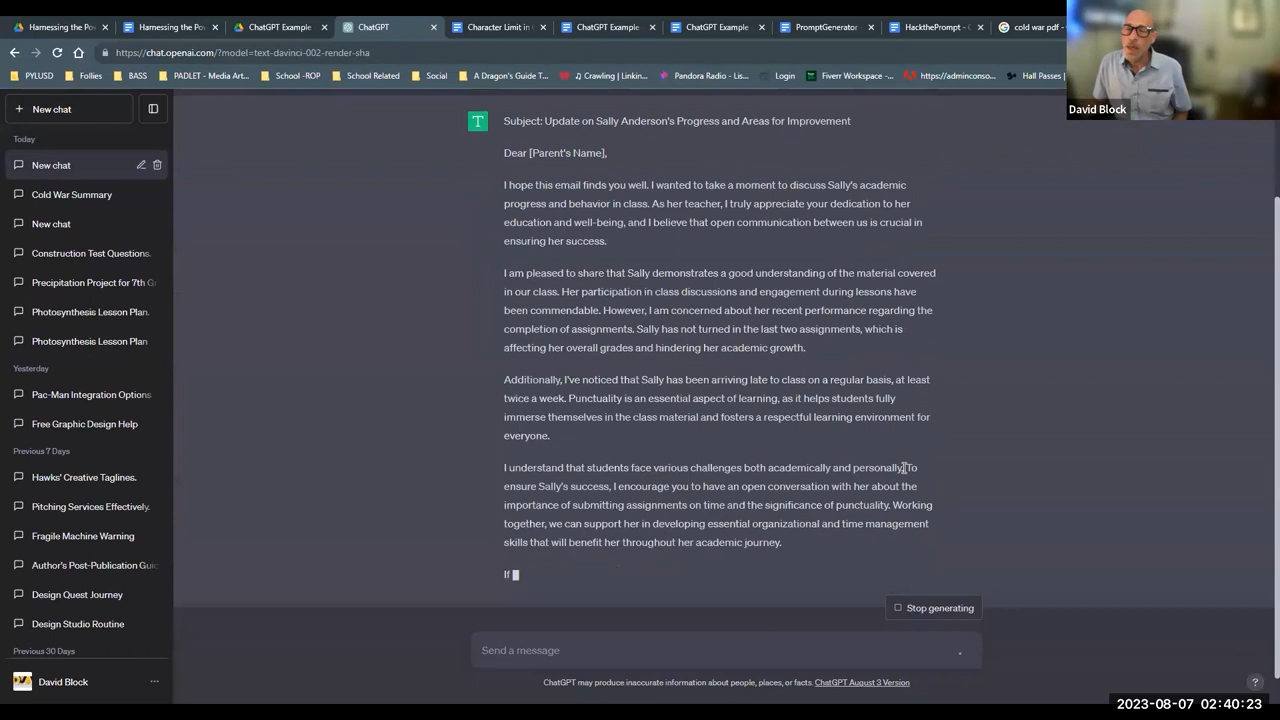 Harnessing the Power
Harnessing the Pow
ChatGPT Example
ChatGPT
Character Limit in C
ChatGPT Example
ChatGPT Example
PromptGenerator
HackthePrompt - G
cold war pdf -
https://chat.openai.com/?model=text-davinci-002-render-sha
PYLUSD
Follies
BASS
PADLET - Media Art...
School -ROP
School Related
Social
A Dragon's Guide T...
Crawling | Linkin...
Pandora Radio - Lis...
Login
Fiverr Workspace -...
https://adminconso...
Hall Passes
David Block
New chat
Today
New chat
Cold War Summary
New chat
Construction Test Questions.
Precipitation Project for 7th Gr
Photosynthesis Lesson Plan.
Photosynthesis Lesson Plan
Yesterday
Pac-Man Integration Options
Free Graphic Design Help
Previous 7 Days
Hawks' Creative Taglines.
Pitching Services Effectively.
Fragile Machine Warning
Author's Post-Publication Guid
Design Quest Journey
Design Studio Routine
Previous 30 Days
David Block
Subject: Update on Sally Anderson's Progress and Areas for Improvement
Dear [Parent's Name],
I hope this email finds you well. I wanted to take a moment to discuss Sally's academic
progress and behavior in class. As her teacher, I truly appreciate your dedication to her
education and well-being, and I believe that open communication between us is crucial in
ensuring her success.
I am pleased to share that Sally demonstrates a good understanding of the material covered
in our class. Her participation in class discussions and engagement during lessons have
been commendable. However, I am concerned about her recent performance regarding the
completion of assignments. Sally has not turned in the last two assignments, which is
affecting her overall grades and hindering her academic growth.
Additionally, I've noticed that Sally has been arriving late to class on a regular basis, at least
twice a week. Punctuality is an essential aspect of learning, as it helps students fully
immerse themselves in the class material and fosters a respectful learning environment for
everyone.
I understand that students face various challenges both academically and personally. To
ensure Sally's success, I encourage you to have an open conversation with her about the
importance of submitting assignments on time and the significance of punctuality. Working
together, we can support her in developing essential organizational and time management
skills that will benefit her throughout her academic journey.
If
Stop generating
Send a message
ChatGPT may produce inaccurate information about people, places, or facts. ChatGPT August 3 Version
?
2023-08-07 02:40:23